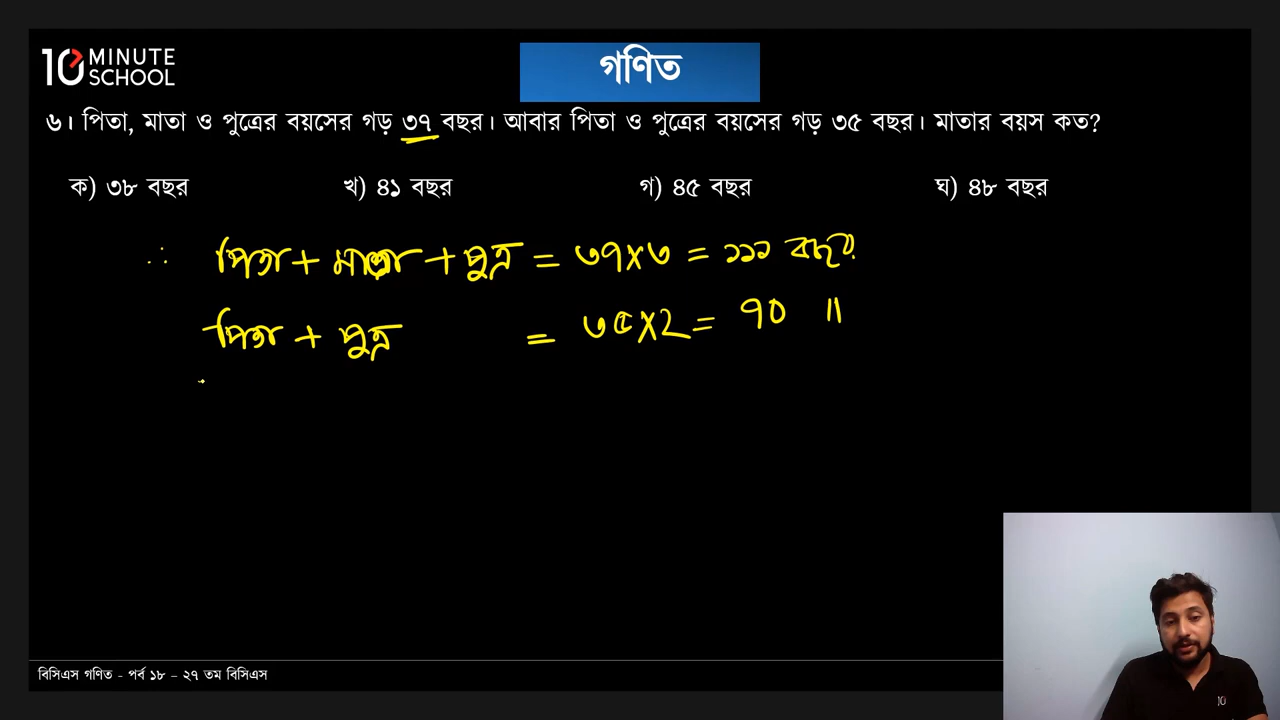 10 MINUTE SCHOOL
গণিত
৬। পিতা, মাতা ও পুত্রের বয়সের গড় ৩৭ বছর। আবার পিতা ও পুত্রের বয়সের গড় ৩৫ বছর। মাতার বয়স কত?
ক) ৩৮ বছর খ) ৪১ বছর গ) ৪৫ বছর ঘ) ৪৮ বছর
∴ পিতা + মাতা + পুত্র = ৩৭×৩ = ১১১ বছর
পিতা + পুত্র = ৩৫×২ = ৭০ ॥
বিসিএস গণিত - পর্ব ১৮ – ২৭ তম বিসিএস
10